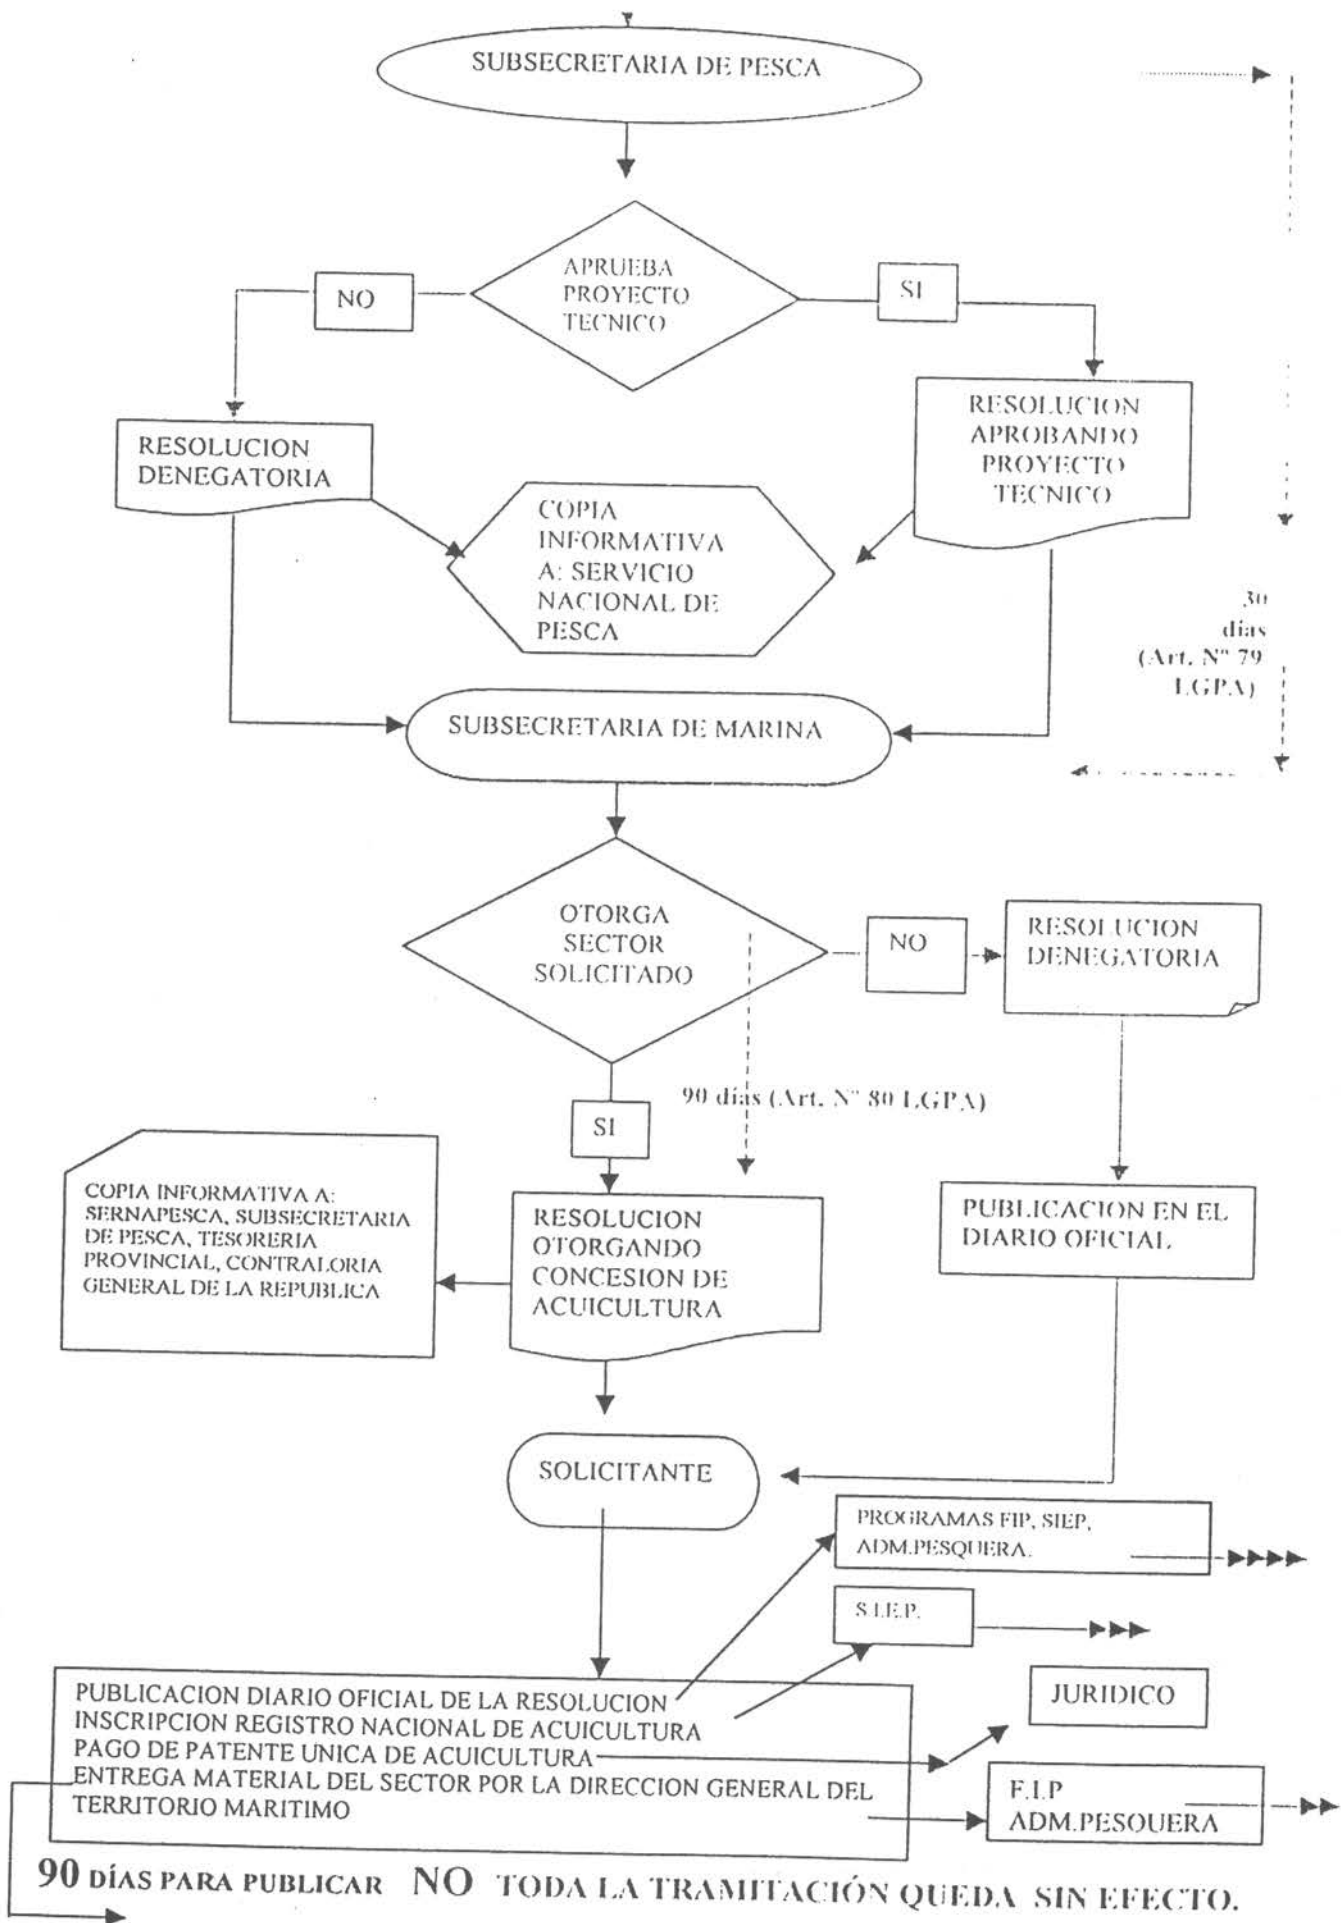 SUBSECRETARIA DE PESCA
APRUEBA
PROYECTO
TECNICO
NO
SI
RESOLUCION
DENEGATORIA
RESOLUCION
APROBANDO
PROYECTO
TECNICO
COPIA
INFORMATIVA
A: SERVICIO
NACIONAL DE
PESCA
30
días
(Art. Nº 79
LGPA)
SUBSECRETARIA DE MARINA
OTORGA
SECTOR
SOLICITADO
NO
RESOLUCION
DENEGATORIA
90 días (Art. Nº 80 LGPA)
SI
COPIA INFORMATIVA A:
SERNAPESCA, SUBSECRETARIA
DE PESCA, TESORERIA
PROVINCIAL, CONTRALORIA
GENERAL DE LA REPUBLICA
RESOLUCION
OTORGANDO
CONCESION DE
ACUICULTURA
PUBLICACION EN EL
DIARIO OFICIAL
SOLICITANTE
PROGRAMAS FIP, SIEP,
ADM.PESQUERA.
S.I.E.P.
JURIDICO
PUBLICACION DIARIO OFICIAL DE LA RESOLUCION
INSCRIPCION REGISTRO NACIONAL DE ACUICULTURA
PAGO DE PATENTE UNICA DE ACUICULTURA
ENTREGA MATERIAL DEL SECTOR POR LA DIRECCION GENERAL DEL
TERRITORIO MARITIMO
F.I.P
ADM.PESQUERA
90 DÍAS PARA PUBLICAR NO TODA LA TRAMITACIÓN QUEDA SIN EFECTO.